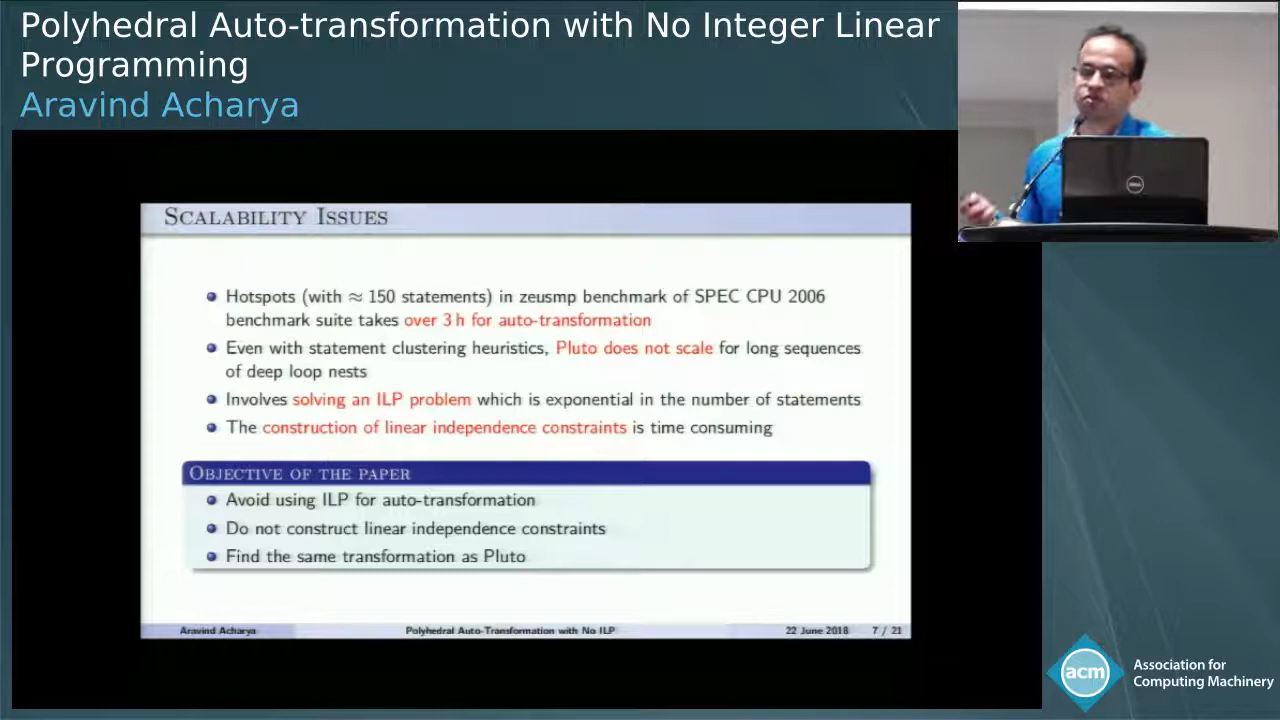 Polyhedral Auto-transformation with No Integer Linear
Programming
Aravind Acharya
SCALABILITY ISSUES
Hotspots (with ≈ 150 statements) in zeusmp benchmark of SPEC CPU 2006
benchmark suite takes over 3 h for auto-transformation
Even with statement clustering heuristics, Pluto does not scale for long sequences
of deep loop nests
Involves solving an ILP problem which is exponential in the number of statements
The construction of linear independence constraints is time consuming
OBJECTIVE OF THE PAPER
Avoid using ILP for auto-transformation
Do not construct linear independence constraints
Find the same transformation as Pluto
Aravind Acharya
Polyhedral Auto-Transformation with No ILP
22 June 2018
7 / 21
DELL
acm
Association for
Computing Machinery